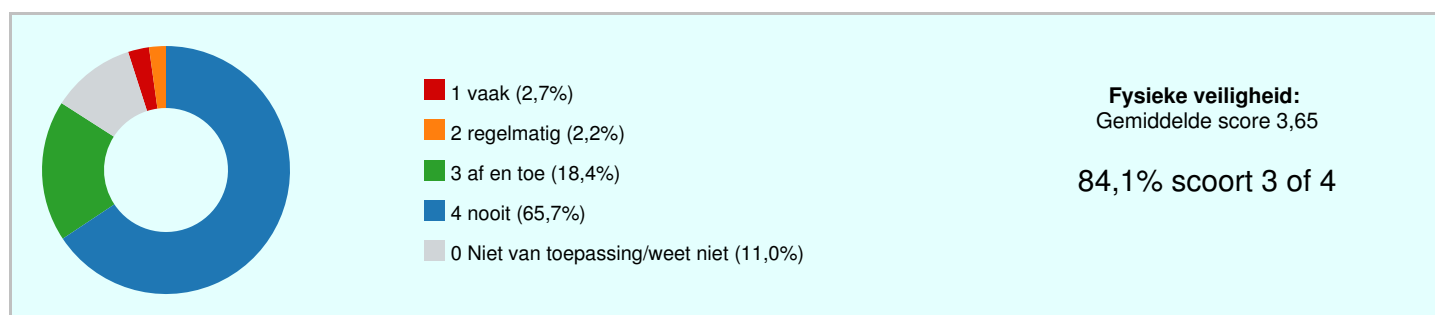 1 vaak (2,7%)
2 regelmatig (2,2%)
3 af en toe (18,4%)
4 nooit (65,7%)
0 Niet van toepassing/weet niet (11,0%)
Fysieke veiligheid:
Gemiddelde score 3,65
84,1% scoort 3 of 4